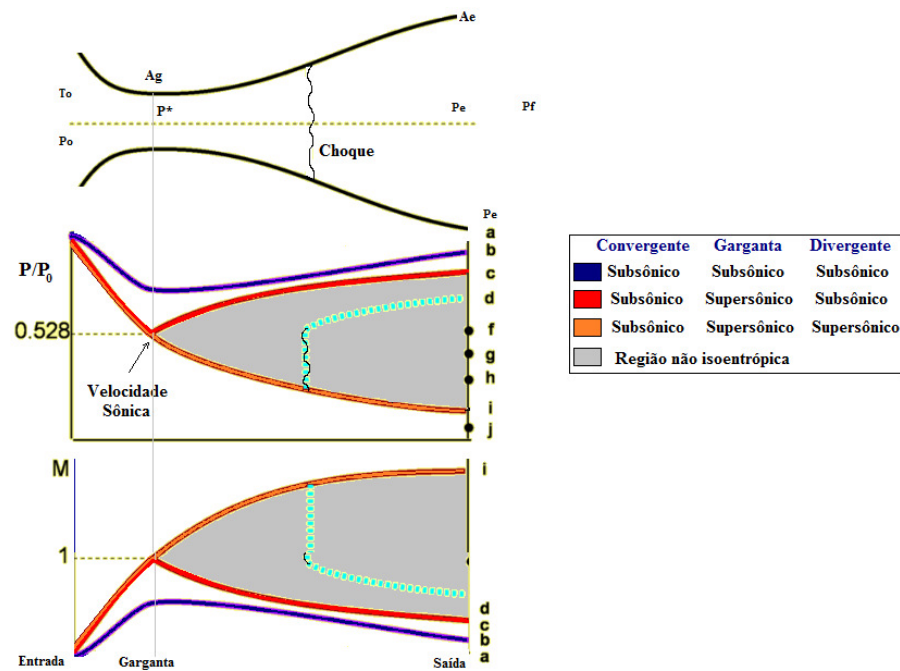 Ae
Ag
To
P*
Pe
Pf
Po
Choque
Pe
a
b
c
d
f
g
h
i
j
P/P0
0.528
Velocidade
Sônica
Convergente Garganta Divergente
Subsônico Subsônico Subsônico
Subsônico Supersônico Subsônico
Subsônico Supersônico Supersônico
Região não isoentrópica
M
i
1
d
c
b
a
Entrada Garganta Saída